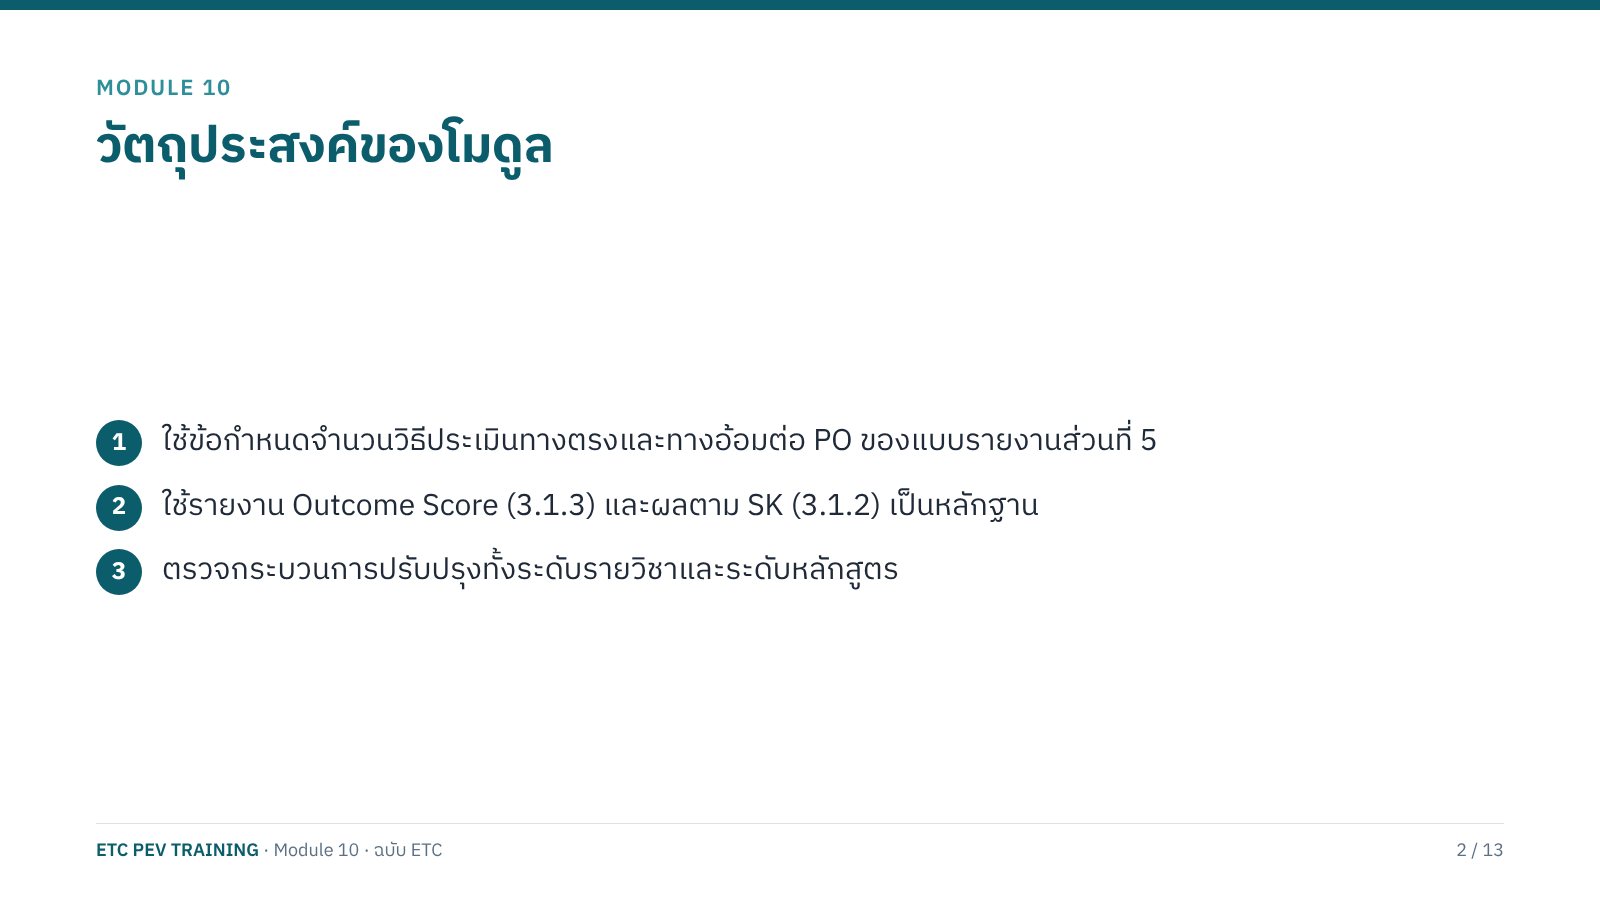 MODULE 10
วัตถุประสงค์ของโมดูล
1 ใช้ข้อกำหนดจำนวนวิธีประเมินทางตรงและทางอ้อมต่อ PO ของแบบรายงานส่วนที่ 5
2 ใช้รายงาน Outcome Score (3.1.3) และผลตาม SK (3.1.2) เป็นหลักฐาน
3 ตรวจกระบวนการปรับปรุงทั้งระดับรายวิชาและระดับหลักสูตร
ETC PEV TRAINING · Module 10 · ฉบับ ETC
2 / 13